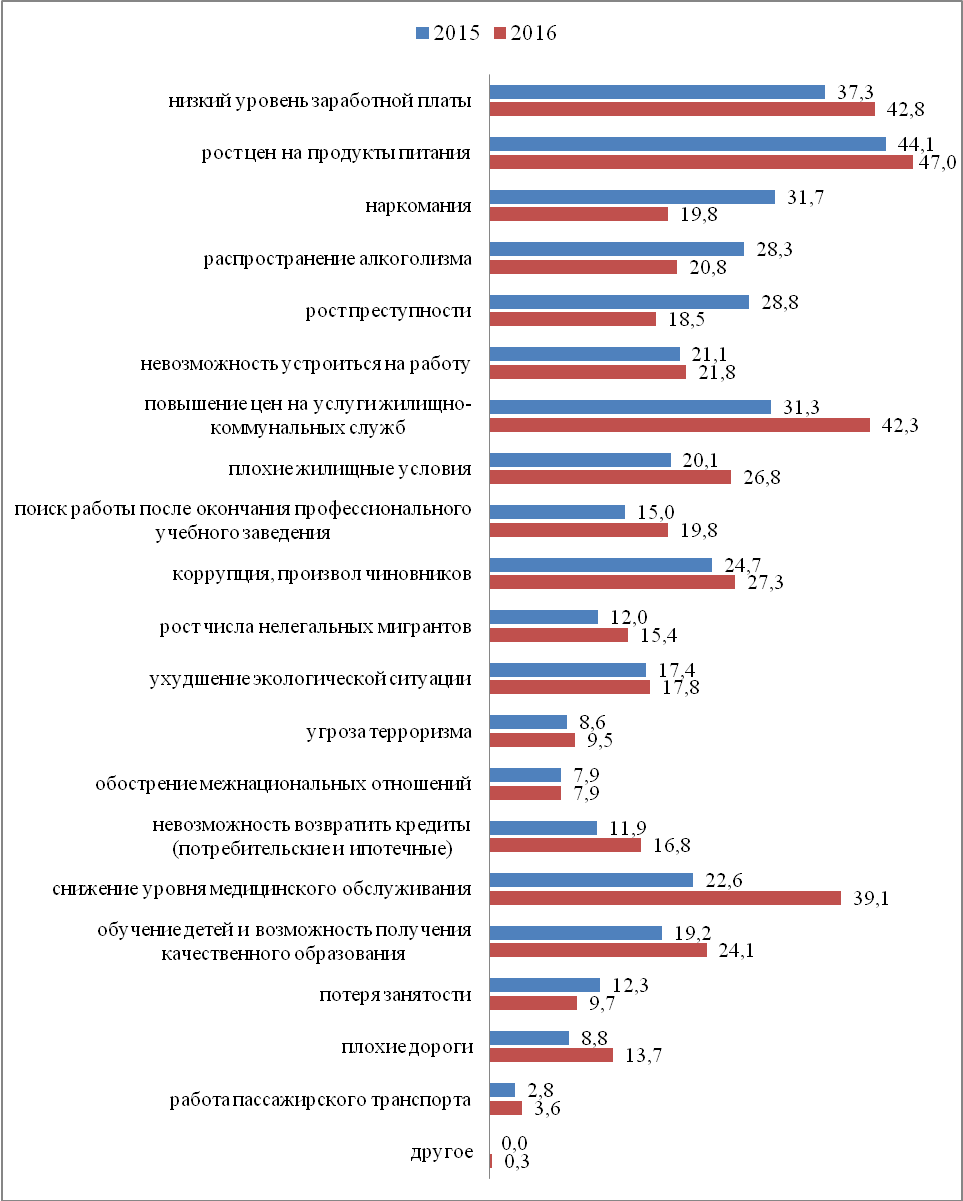 2015 2016
низкий уровень заработной платы
37,3
42,8
рост цен на продукты питания
44,1
47,0
наркомания
31,7
19,8
распространение алкоголизма
28,3
20,8
рост преступности
28,8
18,5
невозможность устроиться на работу
21,1
21,8
повышение цен на услуги жилищно-
коммунальных служб
31,3
42,3
плохие жилищные условия
20,1
26,8
поиск работы после окончания профессионального
учебного заведения
15,0
19,8
коррупция, произвол чиновников
24,7
27,3
рост числа нелегальных мигрантов
12,0
15,4
ухудшение экологической ситуации
17,4
17,8
угроза терроризма
8,6
9,5
обострение межнациональных отношений
7,9
7,9
невозможность возвратить кредиты
(потребительские и ипотечные)
11,9
16,8
снижение уровня медицинского обслуживания
22,6
39,1
обучение детей и возможность получения
качественного образования
19,2
24,1
потеря занятости
12,3
9,7
плохие дороги
8,8
13,7
работа пассажирского транспорта
2,8
3,6
другое
0,0
0,3